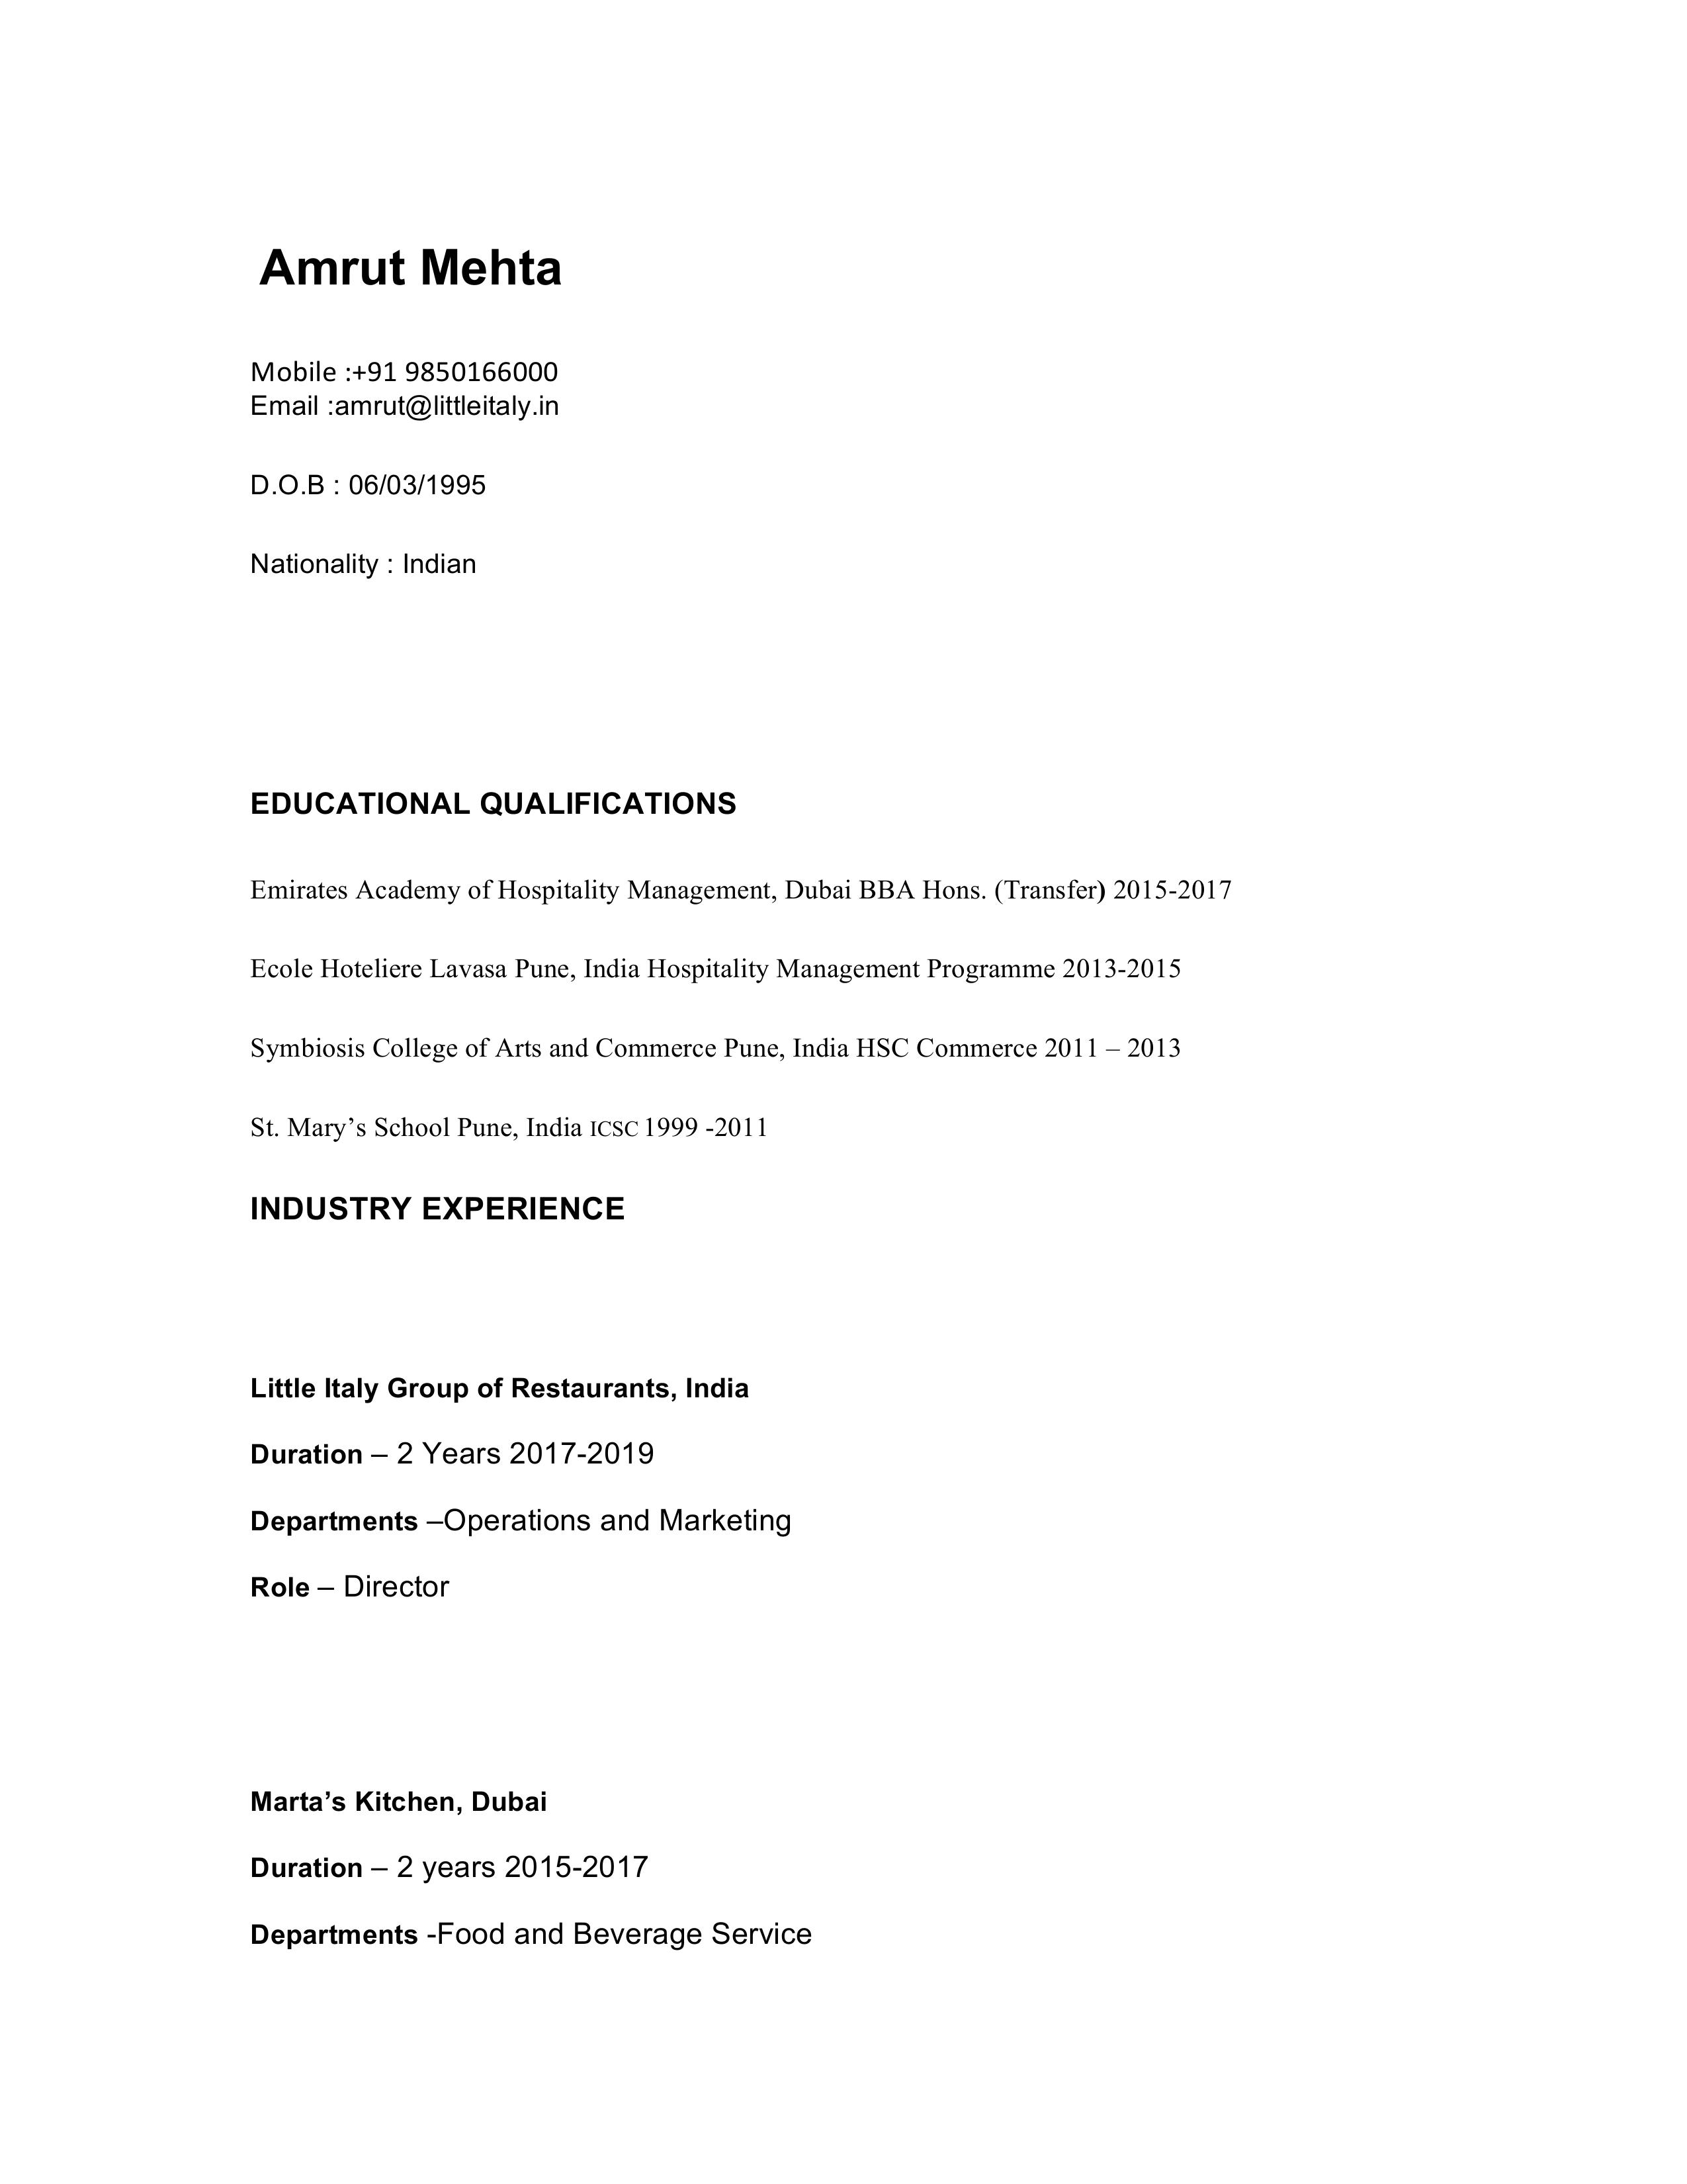 Amrut Mehta
Mobile :+91 9850166000
Email :amrut@littleitaly.in
D.O.B : 06/03/1995
Nationality : Indian
EDUCATIONAL QUALIFICATIONS
Emirates Academy of Hospitality Management, Dubai BBA Hons. (Transfer) 2015-2017
Ecole Hoteliere Lavasa Pune, India Hospitality Management Programme 2013-2015
Symbiosis College of Arts and Commerce Pune, India HSC Commerce 2011 – 2013
St. Mary’s School Pune, India ICSC 1999 -2011
INDUSTRY EXPERIENCE
Little Italy Group of Restaurants, India
Duration – 2 Years 2017-2019
Departments –Operations and Marketing
Role – Director
Marta’s Kitchen, Dubai
Duration – 2 years 2015-2017
Departments -Food and Beverage Service